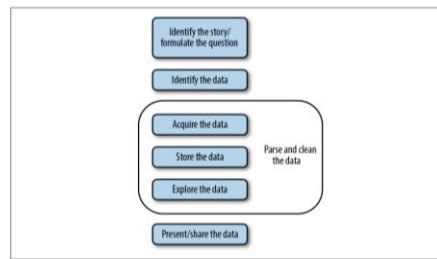 Identify the story/
formulate the question
Identify the data
Acquire the data
Store the data
Parse and clean
the data
Explore the data
Present/share the data